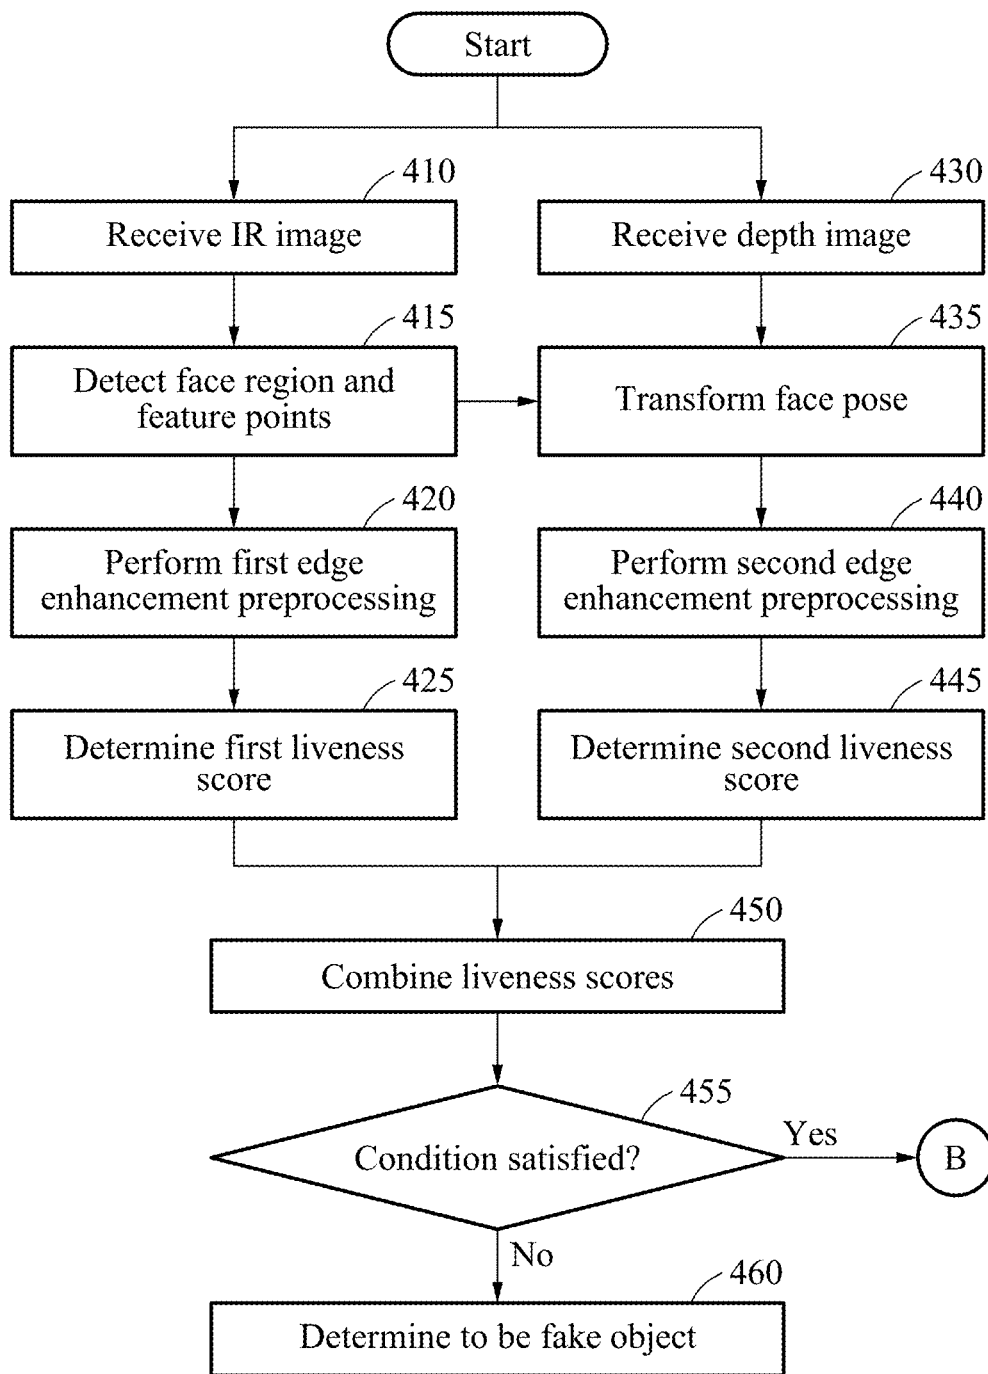 Start
410
430
Receive IR image
Receive depth image
415
435
Detect face region and
feature points
Transform face pose
420
440
Perform first edge
enhancement preprocessing
Perform second edge
enhancement preprocessing
425
445
Determine first liveness
score
Determine second liveness
score
450
Combine liveness scores
455
Condition satisfied?
Yes
B
No
460
Determine to be fake object